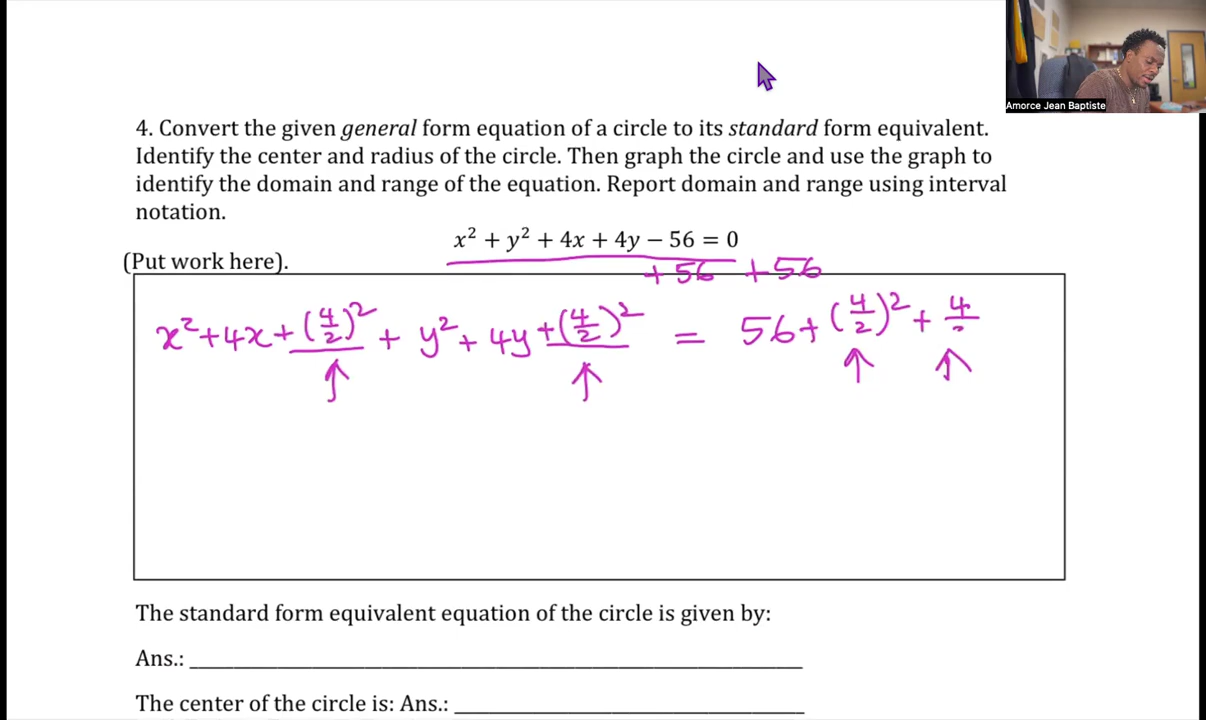 Amorce Jean Baptiste
4. Convert the given general form equation of a circle to its standard form equivalent.
Identify the center and radius of the circle. Then graph the circle and use the graph to
identify the domain and range of the equation. Report domain and range using interval
notation.
x² + y² + 4x + 4y − 56 = 0
(Put work here).
+56 +56
x²+4x+(4/2)² + y²+4y+(4/2)² = 56+(4/2)²+4/
↑ ↑ ↑ ↑
The standard form equivalent equation of the circle is given by:
Ans.: ______________________________
The center of the circle is: Ans.: ______________________________